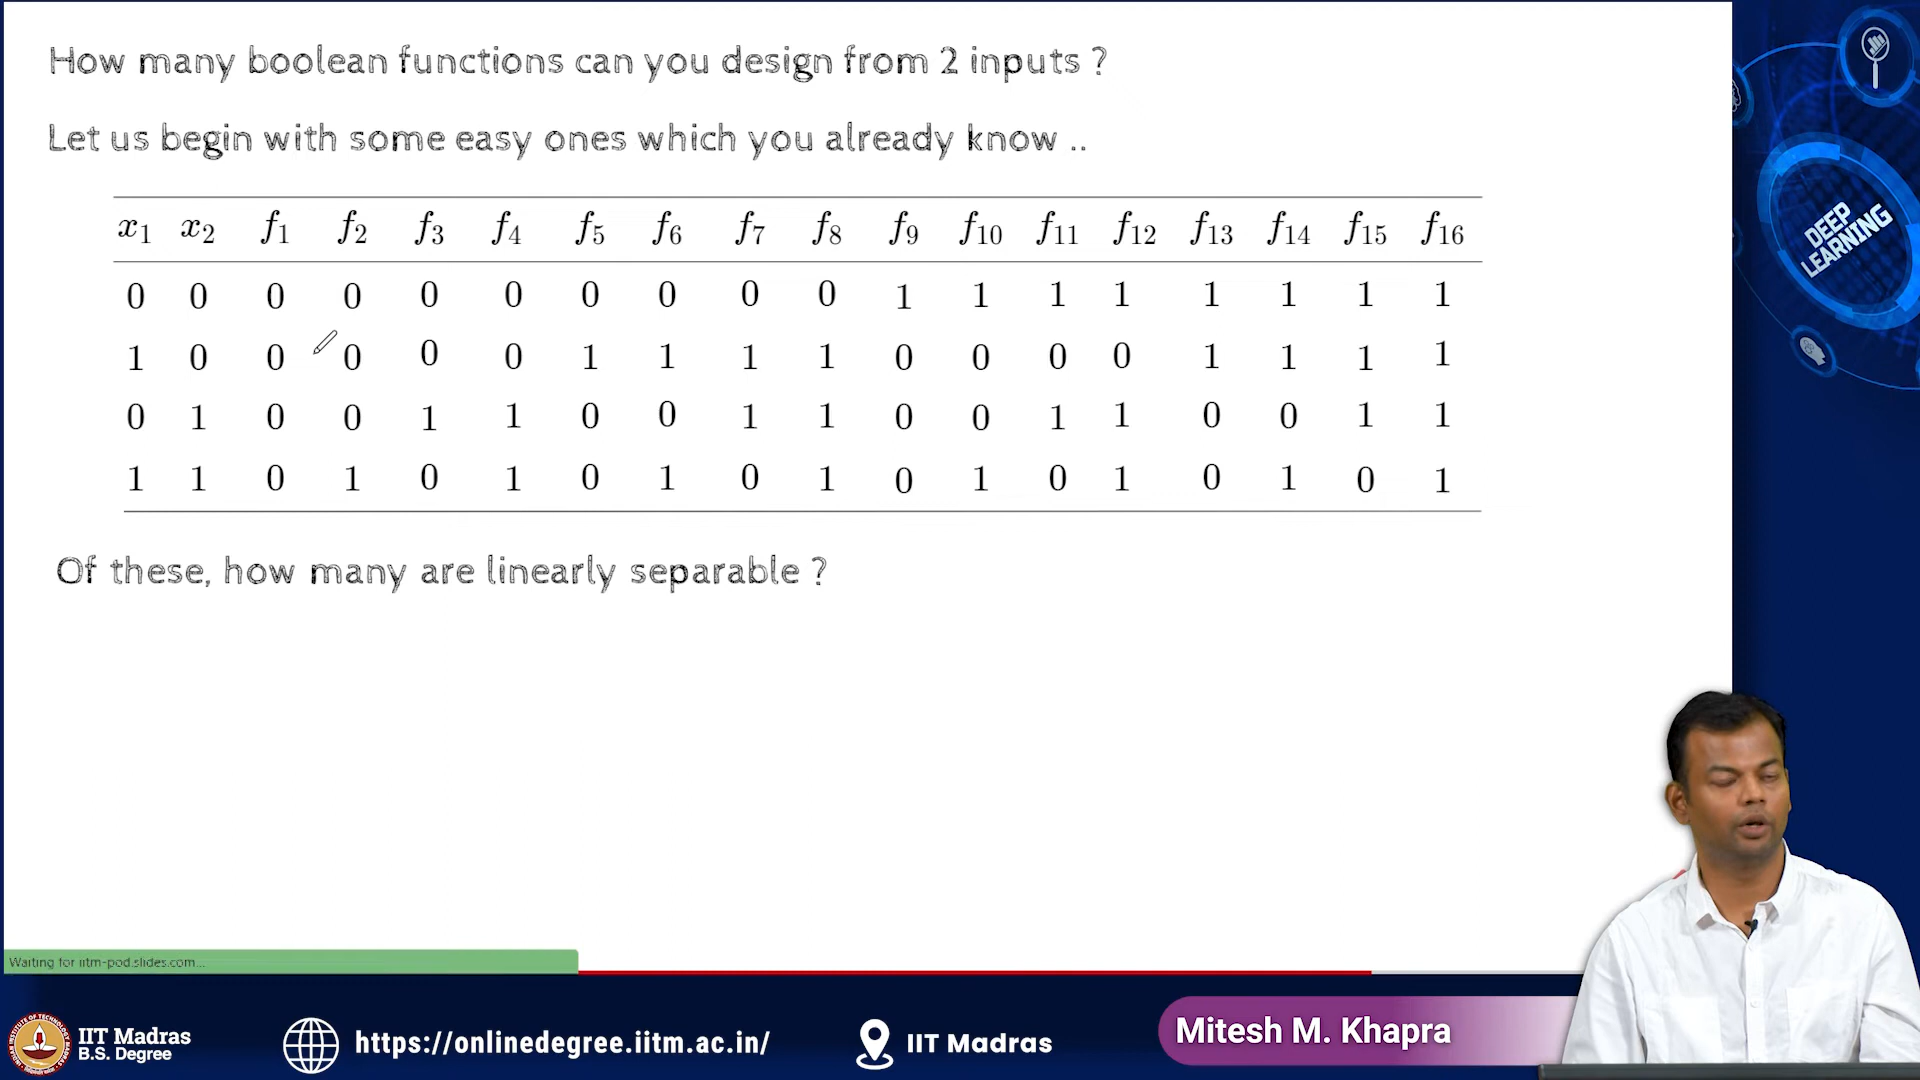 How many boolean functions can you design from 2 inputs ?
Let us begin with some easy ones which you already know ..
x1 x2 f1 f2 f3 f4 f5 f6 f7 f8 f9 f10 f11 f12 f13 f14 f15 f16
0 0 0 0 0 0 0 0 0 0 1 1 1 1 1 1 1 1
1 0 0 0 0 0 1 1 1 1 0 0 0 0 1 1 1 1
0 1 0 0 1 1 0 0 1 1 0 0 1 1 0 0 1 1
1 1 0 1 0 1 0 1 0 1 0 1 0 1 0 1 0 1
Of these, how many are linearly separable ?
DEEP
LEARNING
Waiting for iitm-pod.slides.com...
IIT Madras
B.S. Degree
https://onlinedegree.iitm.ac.in/
IIT Madras
Mitesh M. Khapra